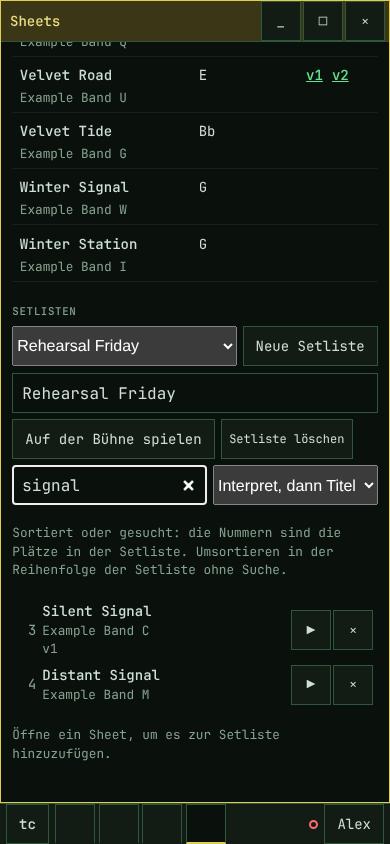 Sheets
Example Band Q
Velvet Road E v1 v2
Example Band U
Velvet Tide Bb
Example Band G
Winter Signal G
Example Band W
Winter Station G
Example Band I
SETLISTEN
Rehearsal Friday Neue Setliste
Rehearsal Friday
Auf der Bühne spielen Setliste löschen
signal Interpret, dann Titel
Sortiert oder gesucht: die Nummern sind die
Plätze in der Setliste. Umsortieren in der
Reihenfolge der Setliste ohne Suche.
Silent Signal
3 Example Band C
v1
Distant Signal
4 Example Band M
Öffne ein Sheet, um es zur Setliste
hinzuzufügen.
tc Alex